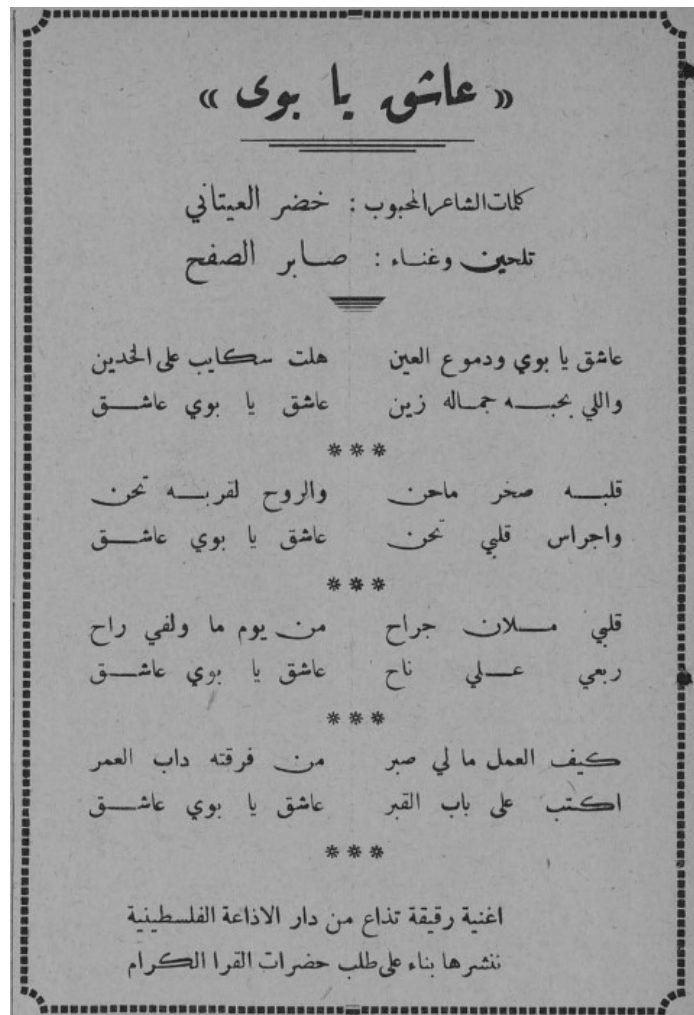 « عاشق يا بوى »
كلمات الشاعر المحبوب : خضر العيتاني
تلحين وغناء : صابر الصفح
عاشق يا بوي ودموع العين هلت سكايب على الخدين
واللي بحبه جماله زين عاشق يا بوي عاشق
***
قلبه صخر ماحن والروح لقربه تحن
واجراس قلبي تحن عاشق يا بوي عاشق
***
قلبي ملان جراح من يوم ما ولفي راح
ربعي علي ناح عاشق يا بوي عاشق
***
كيف العمل ما لي صبر من فرقته داب العمر
اكتب على باب القبر عاشق يا بوي عاشق
***
اغنية رقيقة تذاع من دار الاذاعة الفلسطينية
ننشرها بناء على طلب حضرات القرا الكرام